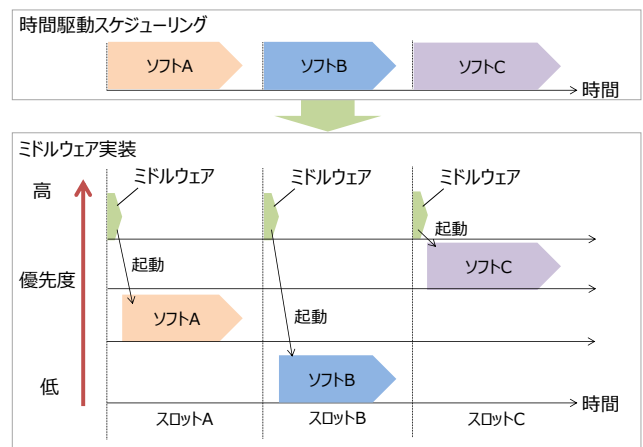 時間駆動スケジューリング
ソフトA
ソフトB
ソフトC
時間
ミドルウェア実装
高
ミドルウェア
ミドルウェア
ミドルウェア
起動
起動
ソフトC
優先度
ソフトA
起動
ソフトB
低
時間
スロットA
スロットB
スロットC